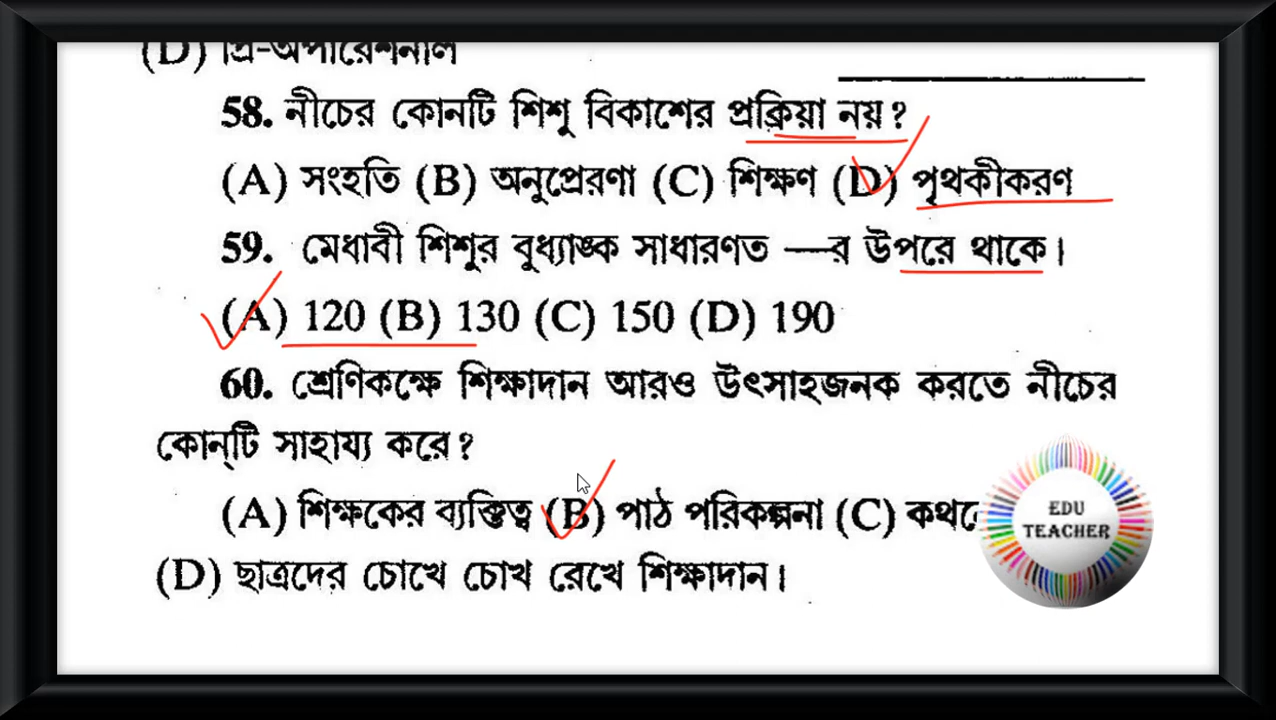 (D) প্রি-অপারেশনাল
58. নীচের কোনটি শিশু বিকাশের প্রক্রিয়া নয়?
(A) সংহতি (B) অনুপ্রেরণা (C) শিক্ষণ (D) পৃথকীকরণ
59. মেধাবী শিশুর বুধ্যাঙ্ক সাধারণত —র উপরে থাকে।
(A) 120 (B) 130 (C) 150 (D) 190
60. শ্রেণিকক্ষে শিক্ষাদান আরও উৎসাহজনক করতে নীচের
কোন্‌টি সাহায্য করে?
(A) শিক্ষকের ব্যক্তিত্ব (B) পাঠ পরিকল্পনা (C)
(D) ছাত্রদের চোখে চোখ রেখে শিক্ষাদান।
EDU
TEACHER